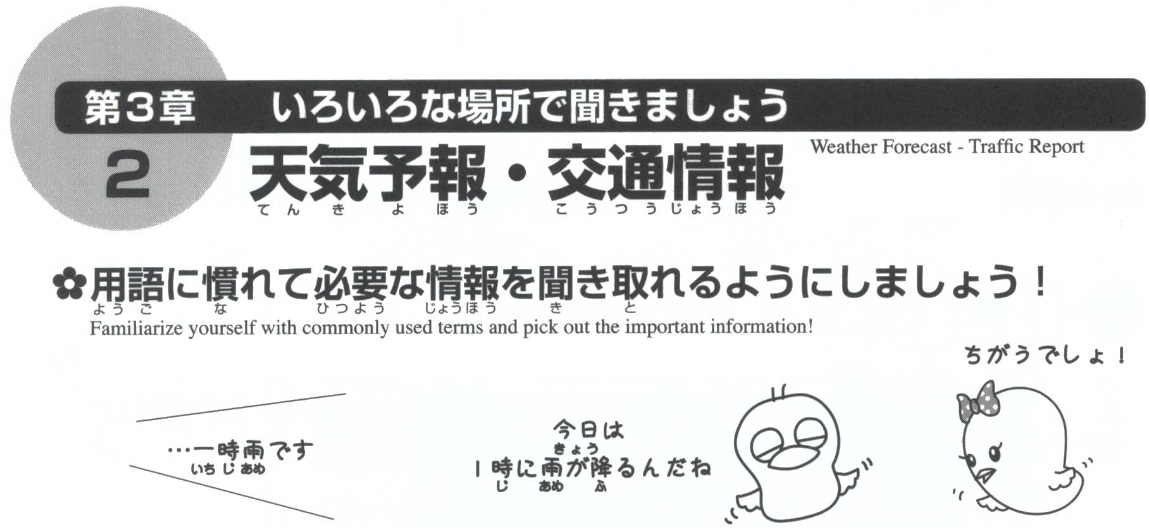 第3章 いろいろな場所で聞きましょう
2 天気予報・交通情報 Weather Forecast - Traffic Report
てんきよほう こうつうじょうほう
✿用語に慣れて必要な情報を聞き取れるようにしましょう!
ようご な ひつよう じょうほう き と
Familiarize yourself with commonly used terms and pick out the important information!
ちがうでしょ!
…一時雨です
いちじあめ
今日は
きょう
1時に雨が降るんだね
じ あめ ふ